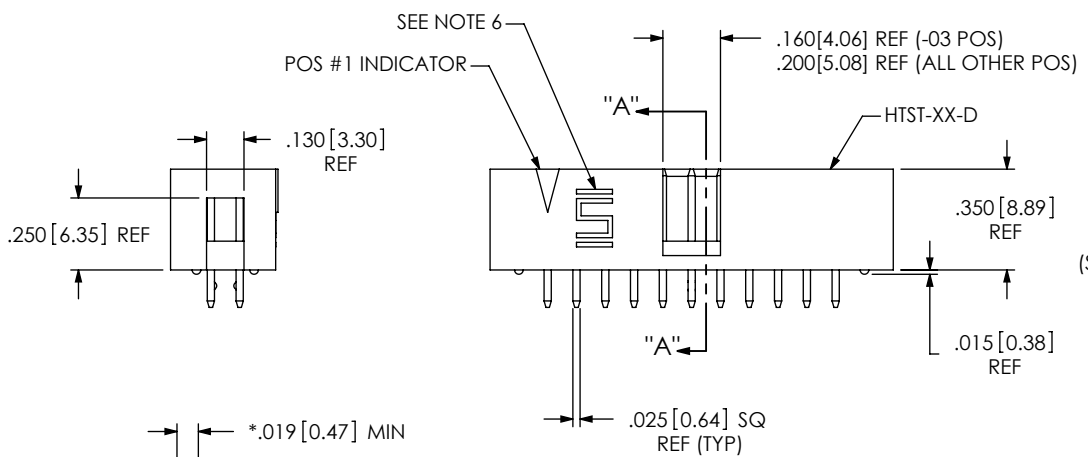 SEE NOTE 6
POS #1 INDICATOR
.160[4.06] REF (-03 POS)
.200[5.08] REF (ALL OTHER POS)
"A"
HTST-XX-D
.130[3.30]
REF
.250[6.35] REF
.350[8.89]
REF
(S
"A"
.015[0.38]
REF
*.019[0.47] MIN
.025[0.64] SQ
REF (TYP)